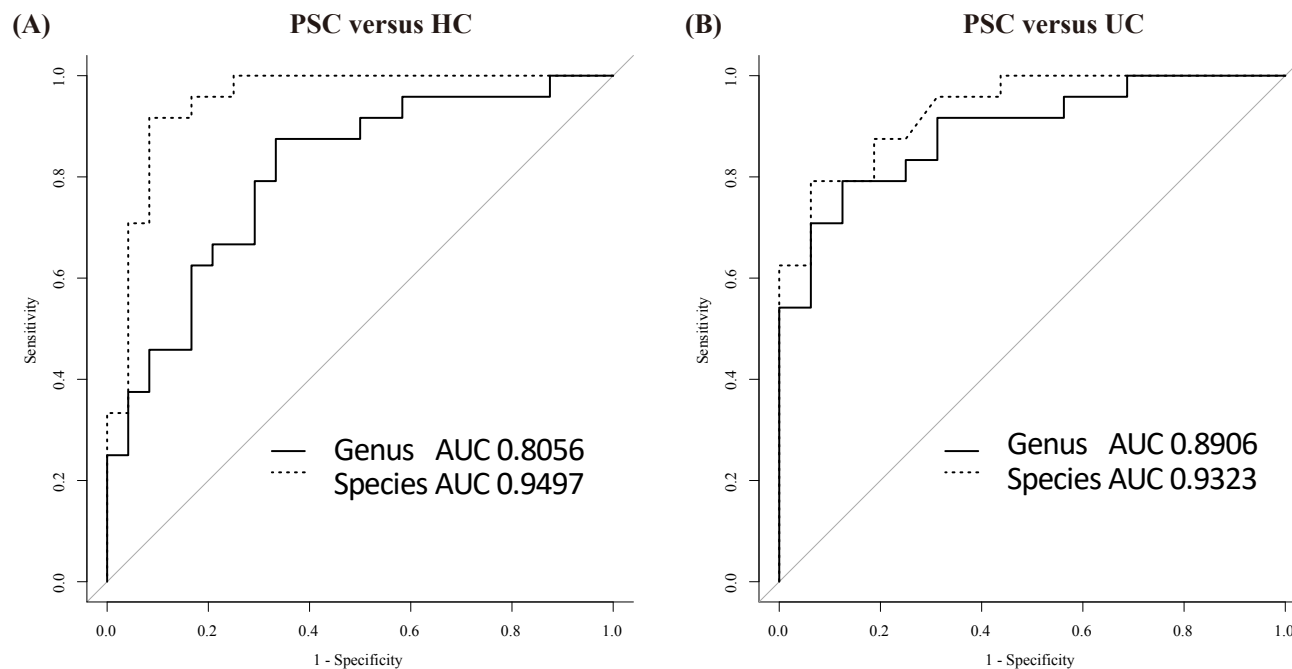 (A) PSC versus HC
1.0
0.8
0.6
0.4
0.2
0.0
Sensitivity
Genus AUC 0.8056
Species AUC 0.9497
0.0 0.2 0.4 0.6 0.8 1.0
1 - Specificity
(B) PSC versus UC
1.0
0.8
0.6
0.4
0.2
0.0
Sensitivity
Genus AUC 0.8906
Species AUC 0.9323
0.0 0.2 0.4 0.6 0.8 1.0
1 - Specificity